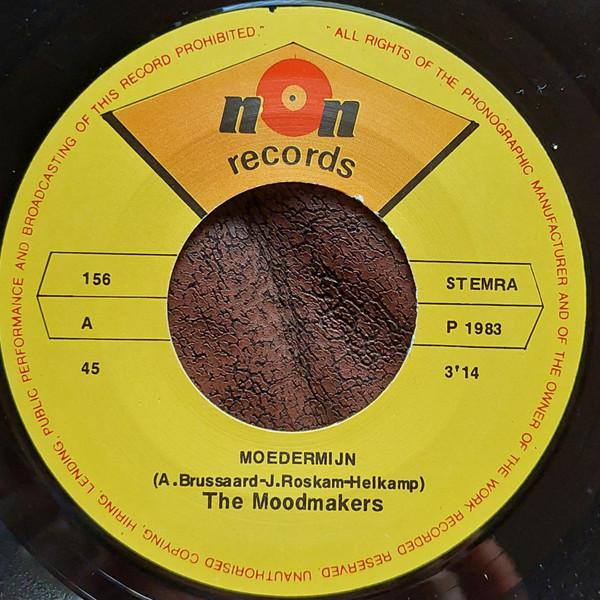 "ALL RIGHTS OF THE PHONOGRAPHIC MANUFACTURER AND OF THE OWNER OF THE WORK RECORDED RESERVED. UNAUTHORISED COPYING, HIRING, LENDING, PUBLIC PERFORMANCE AND BROADCASTING OF THIS RECORD PROHIBITED."
non
records
156
A
45
STEMRA
P 1983
3'14
MOEDERMIJN
(A.Brussaard-J.Roskam-Helkamp)
The Moodmakers